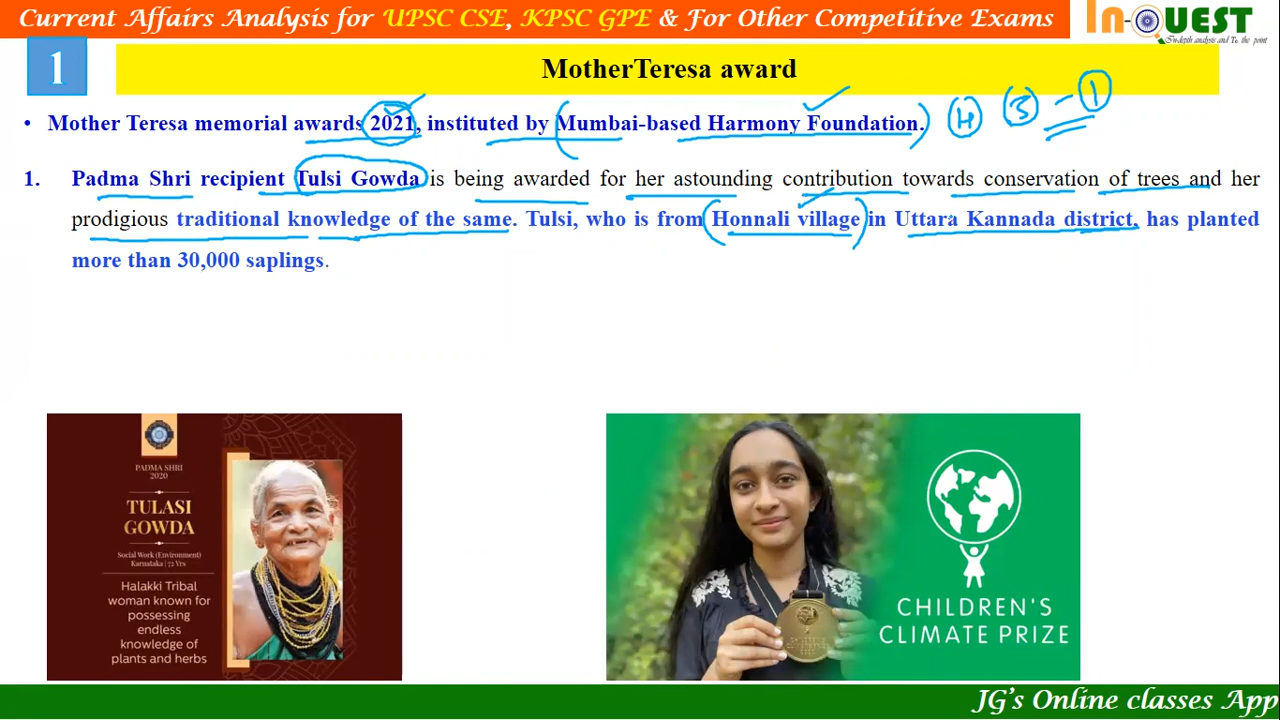 Current Affairs Analysis for UPSC CSE, KPSC GPE & For Other Competitive Exams
In-QUEST
In-depth analysis and To the point
1
MotherTeresa award
• Mother Teresa memorial awards 2021, instituted by Mumbai-based Harmony Foundation.
H 3 = 1
1. Padma Shri recipient Tulsi Gowda is being awarded for her astounding contribution towards conservation of trees and her
prodigious traditional knowledge of the same. Tulsi, who is from Honnali village in Uttara Kannada district, has planted
more than 30,000 saplings.
PADMA SHRI
2020
TULASI
GOWDA
Social Work (Environment)
Karnataka | 72 Yrs
Halakki Tribal
woman known for
possessing
endless
knowledge of
plants and herbs
CHILDREN'S
CLIMATE PRIZE
JG's Online classes App